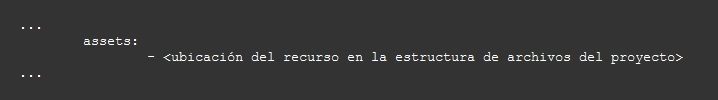 ...
assets:
- <ubicación del recurso en la estructura de archivos del proyecto>
...